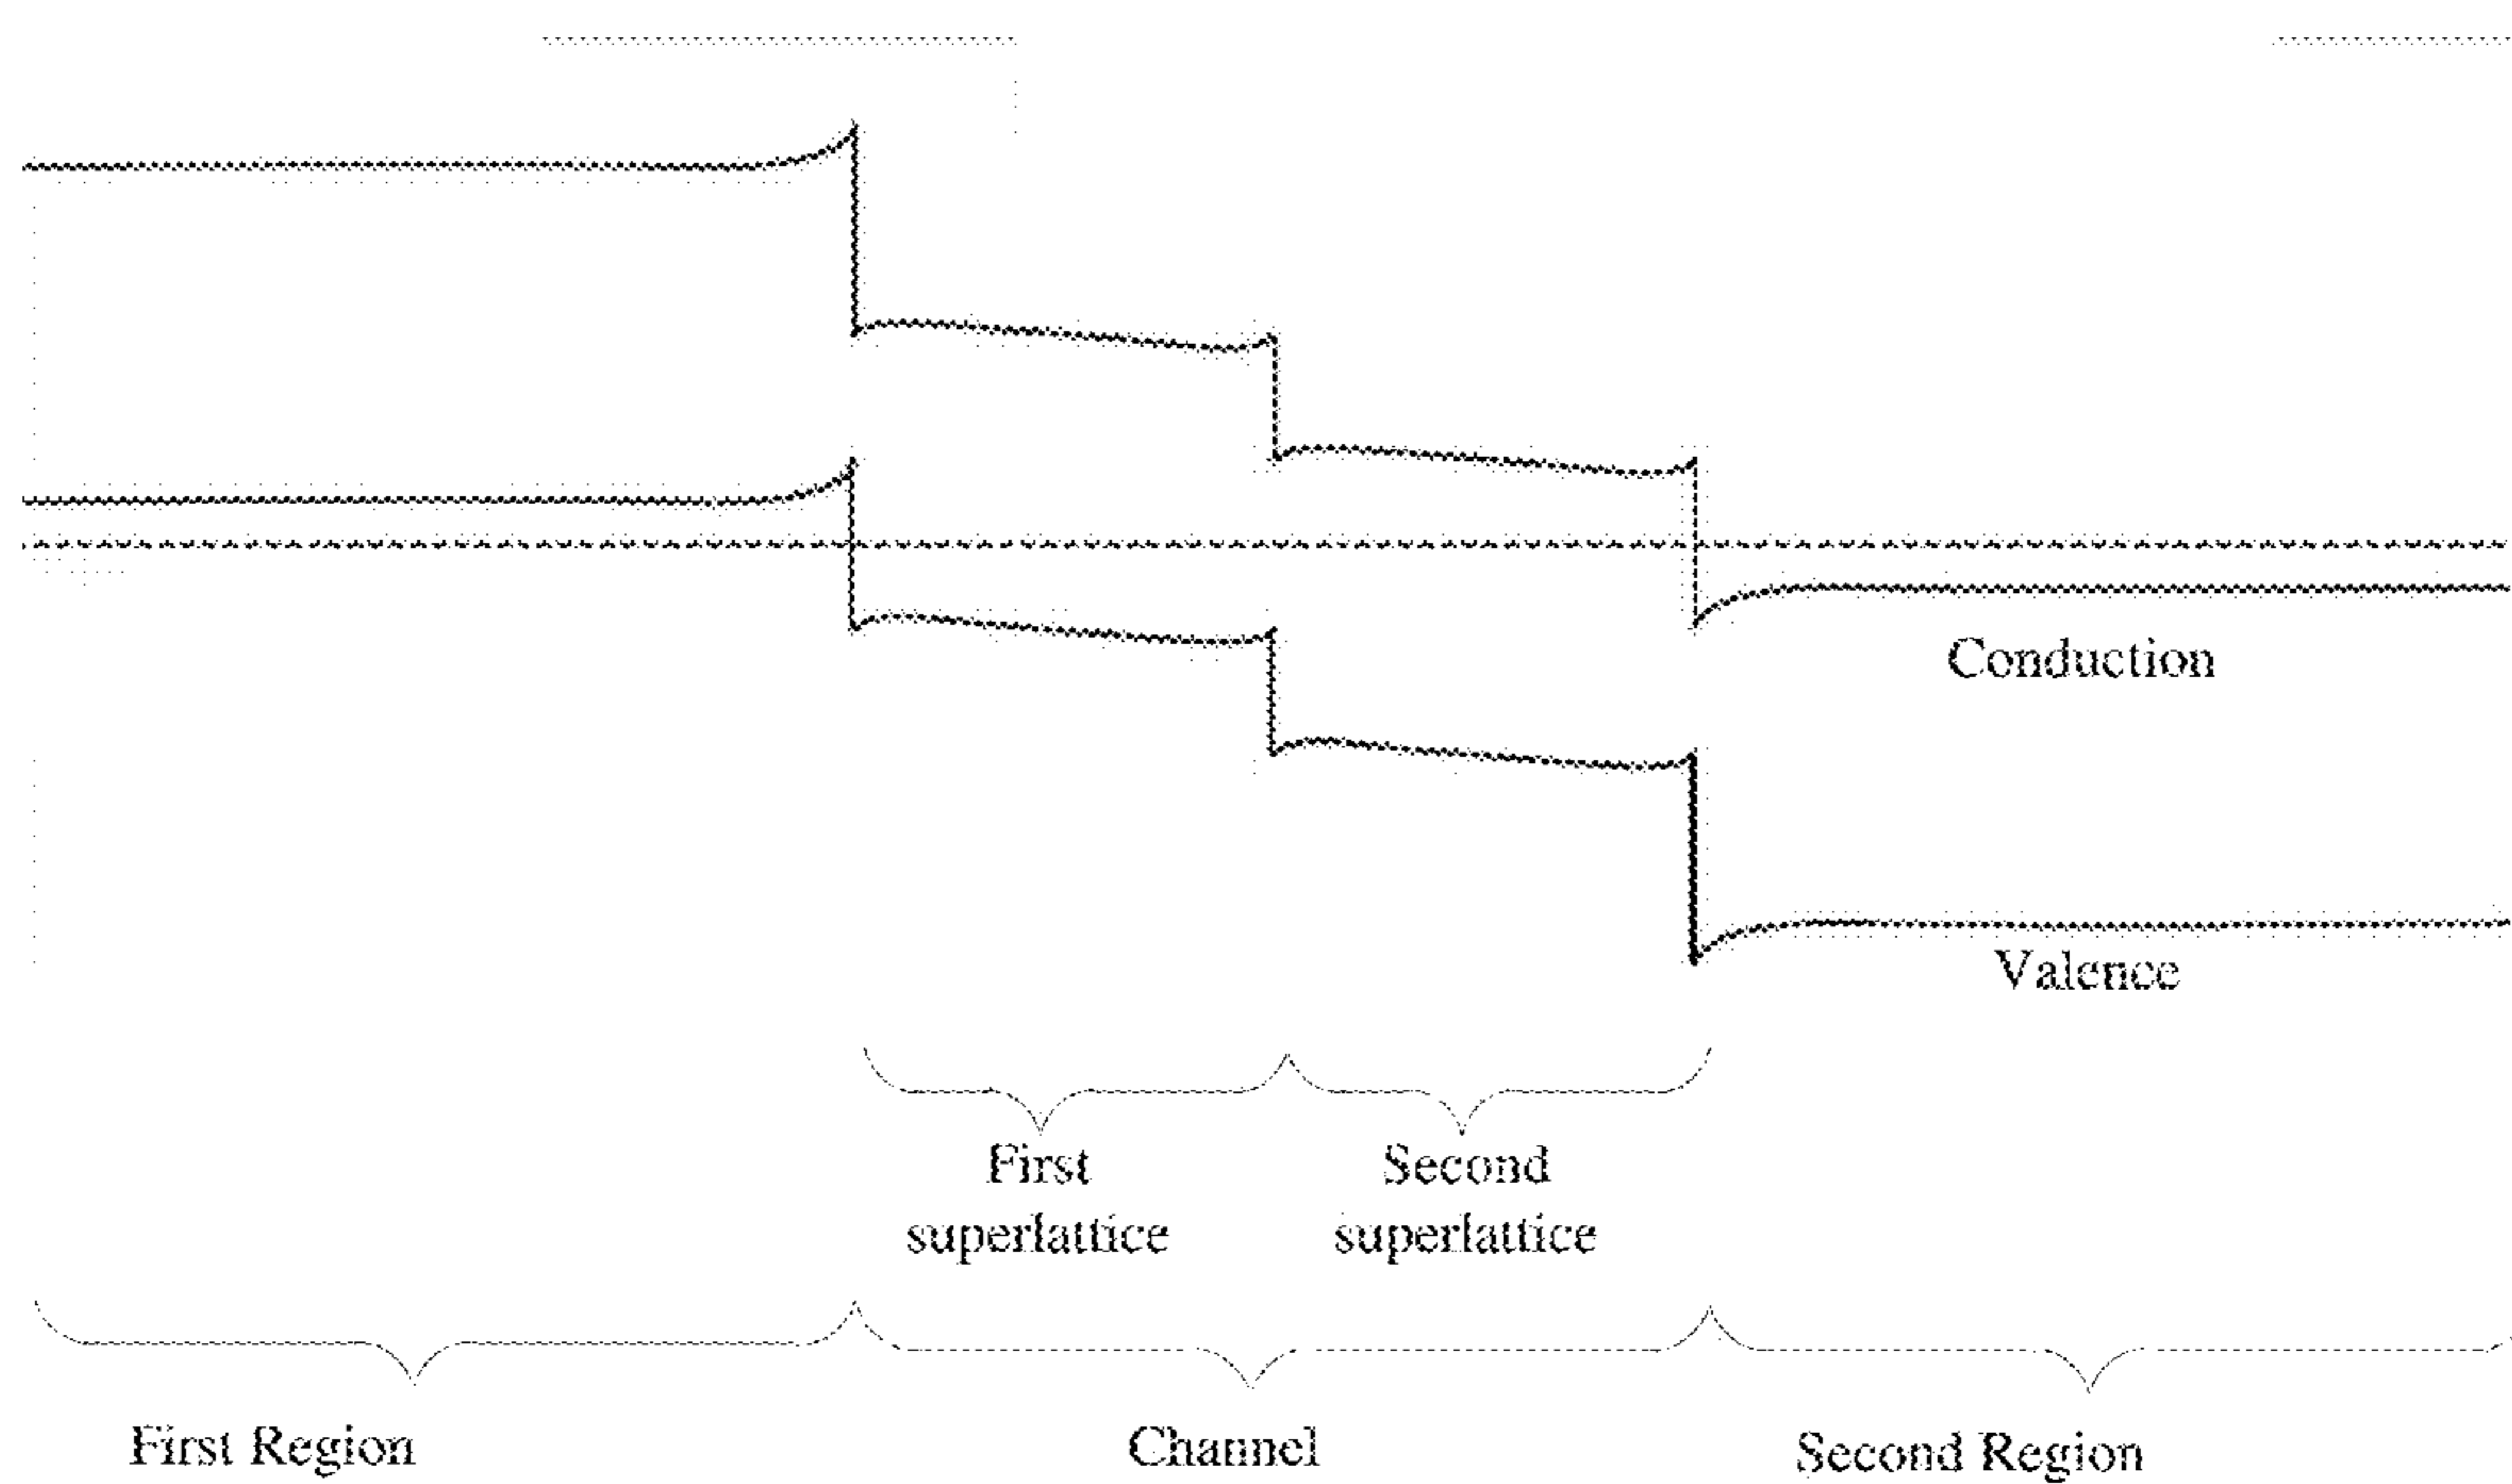 Conduction
Valence
First
superlattice
Second
superlattice
First Region
Channel
Second Region